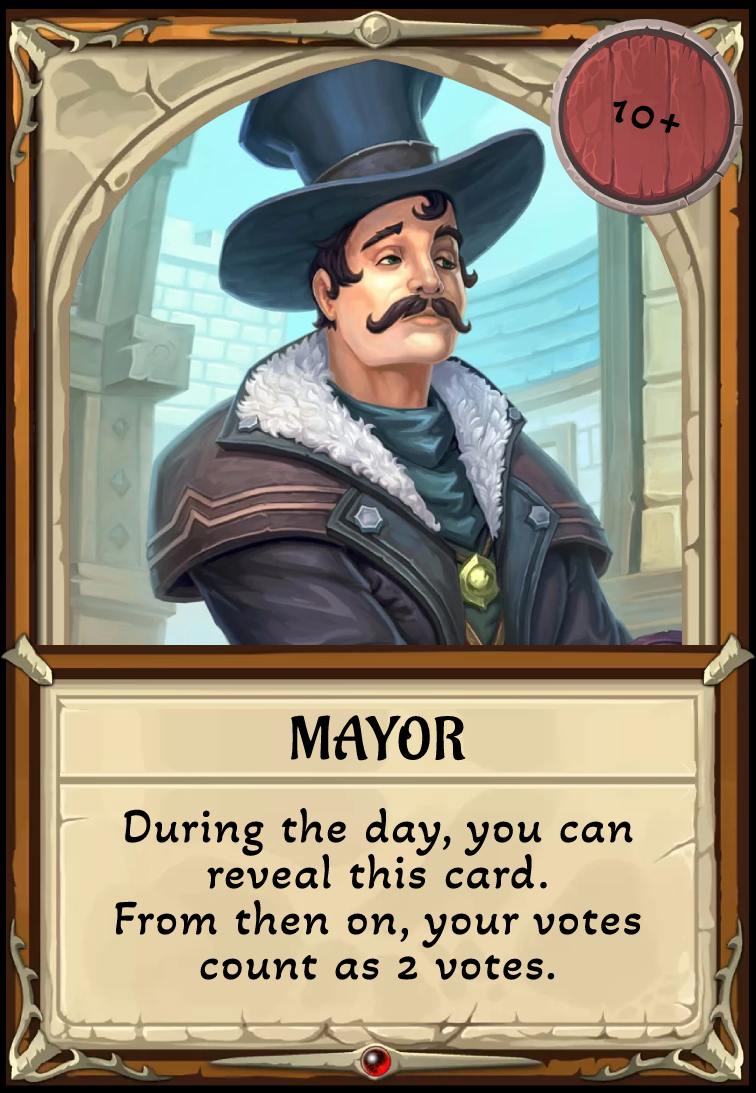 10+
MAYOR
During the day, you can
reveal this card.
From then on, your votes
count as 2 votes.